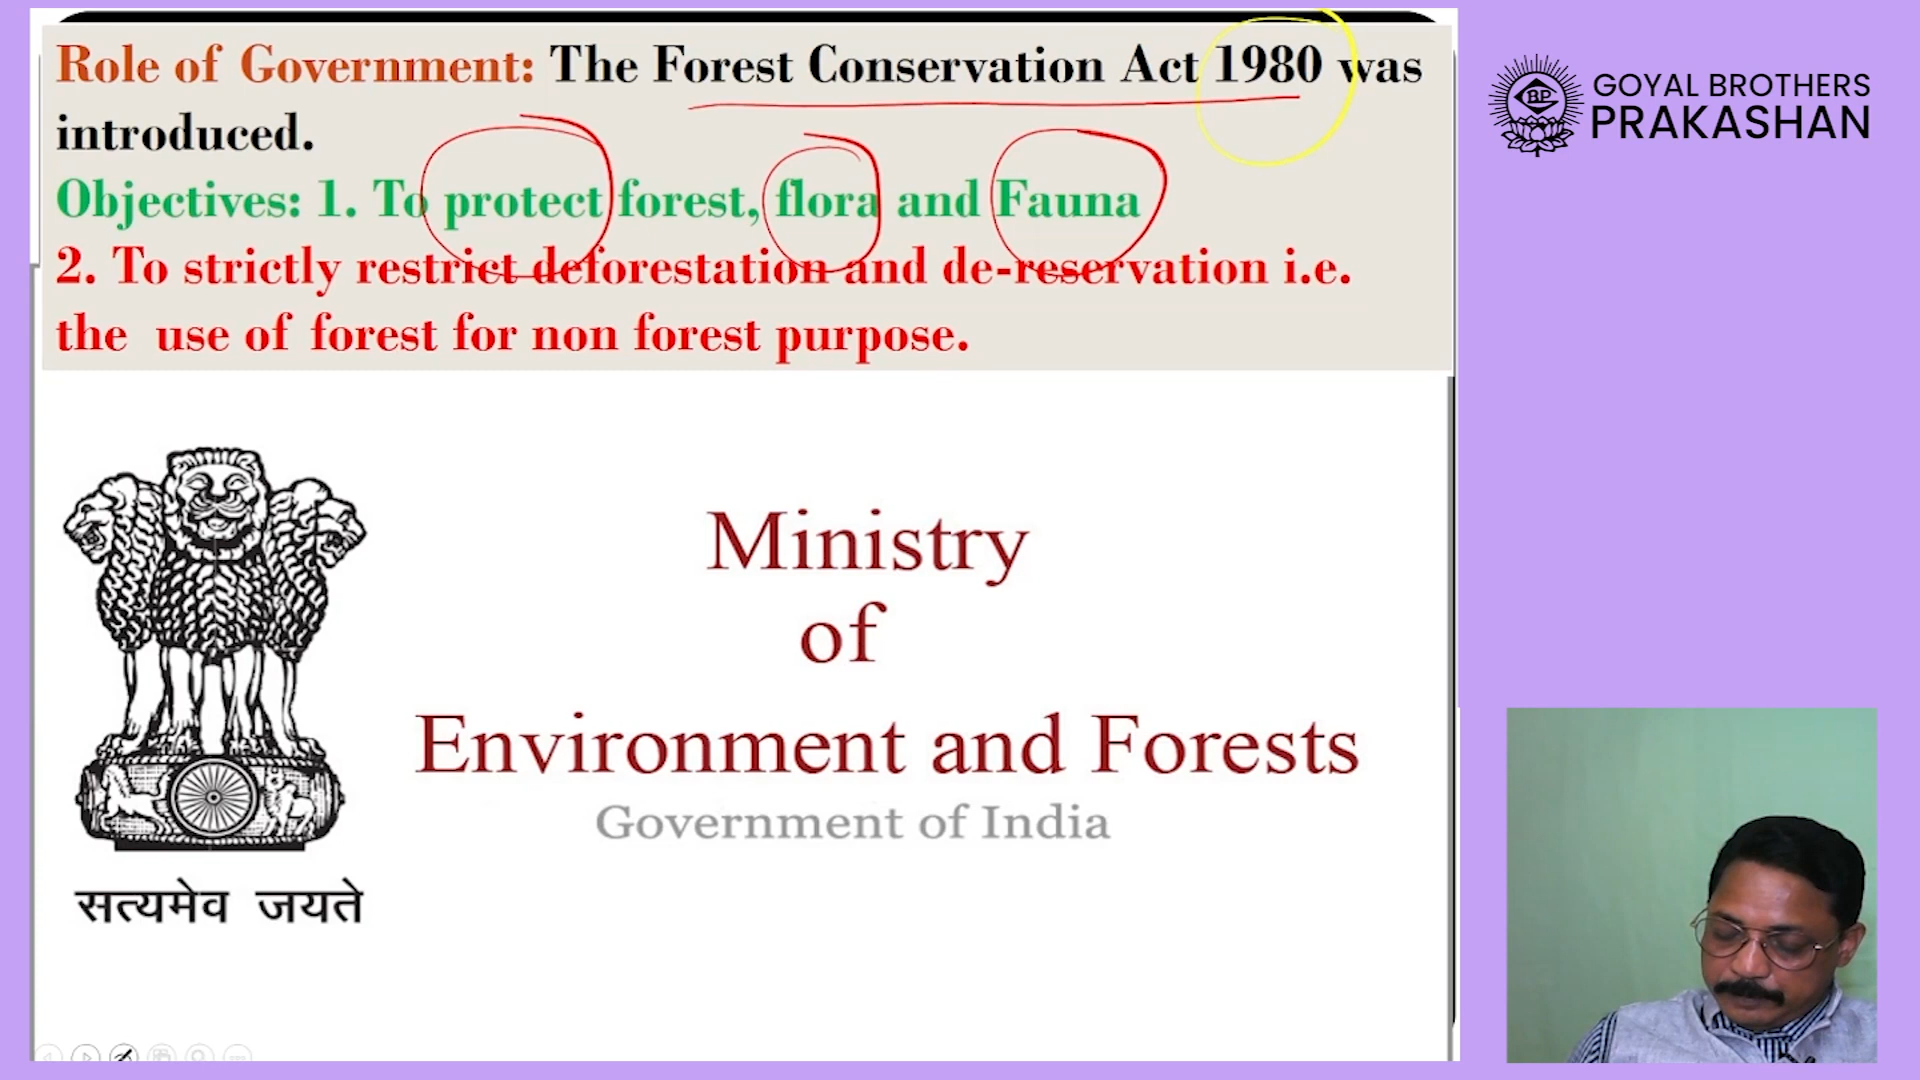 Role of Government: The Forest Conservation Act 1980 was
introduced.
Objectives: 1. To protect forest, flora and Fauna
2. To strictly restrict deforestation and de-reservation i.e.
the use of forest for non forest purpose.
Ministry
of
Environment and Forests
Government of India
सत्यमेव जयते
GBP
GOYAL BROTHERS
PRAKASHAN